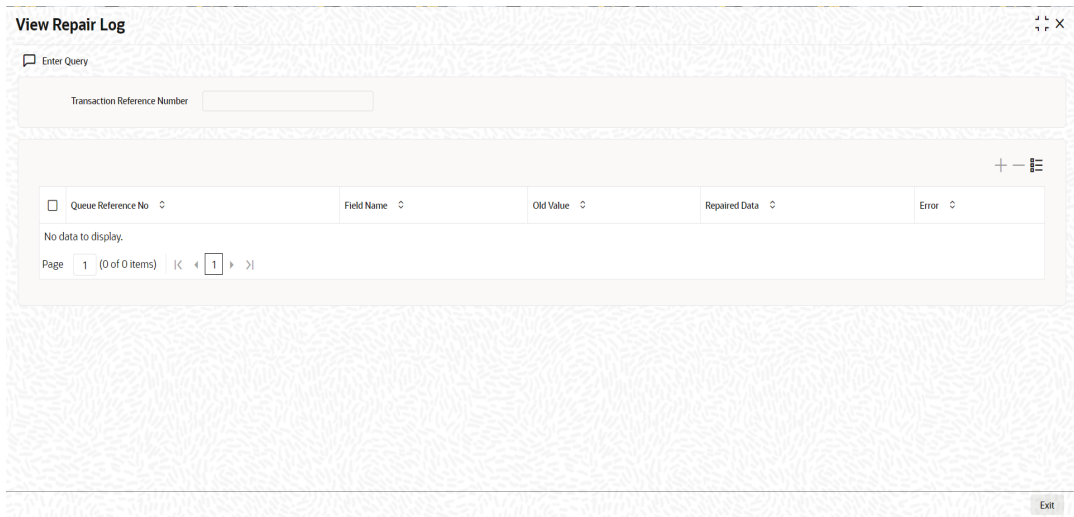 View Repair Log
Enter Query
Transaction Reference Number
Queue Reference No Field Name Old Value Repaired Data Error
No data to display.
Page 1 (0 of 0 items) 1
Exit